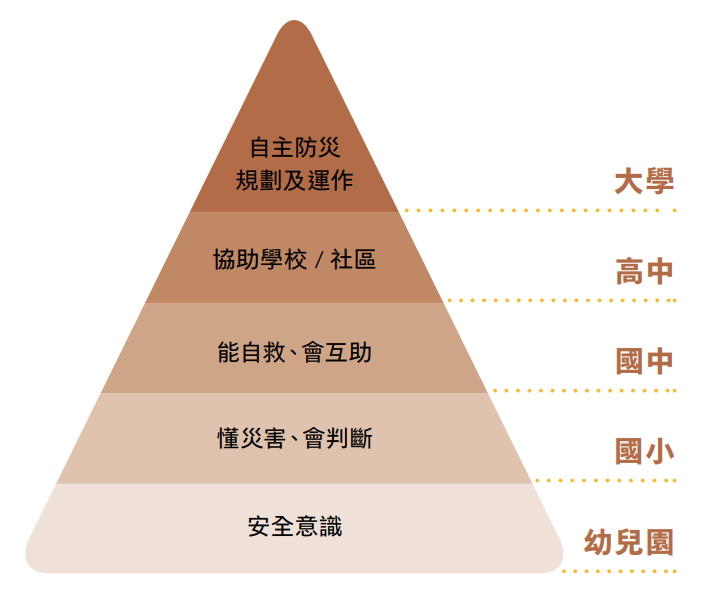 自主防災
規劃及運作
大學
協助學校 / 社區
高中
能自救、會互助
國中
懂災害、會判斷
國小
安全意識
幼兒園